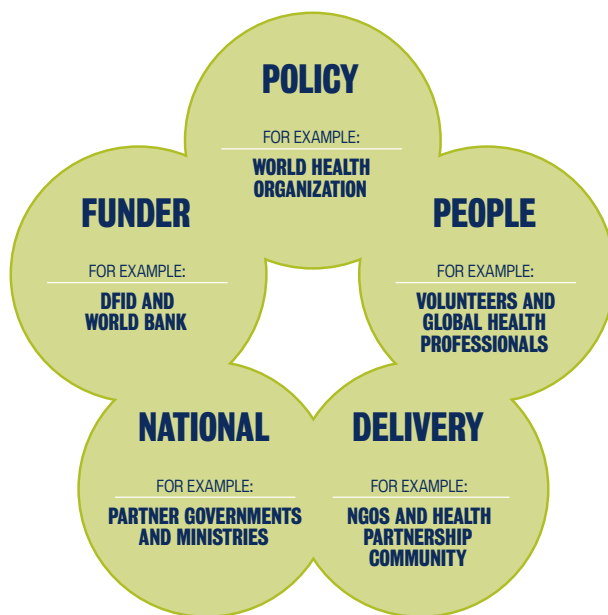 POLICY
FOR EXAMPLE:
WORLD HEALTH
ORGANIZATION
FUNDER
FOR EXAMPLE:
DFID AND
WORLD BANK
PEOPLE
FOR EXAMPLE:
VOLUNTEERS AND
GLOBAL HEALTH
PROFESSIONALS
NATIONAL
FOR EXAMPLE:
PARTNER GOVERNMENTS
AND MINISTRIES
DELIVERY
FOR EXAMPLE:
NGOS AND HEALTH
PARTNERSHIP
COMMUNITY